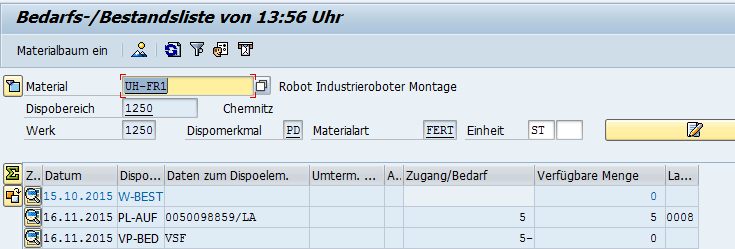 Bedarfs-/Bestandsliste von 13:56 Uhr
Materialbaum ein
Material UH-FR1 Robot Industrieroboter Montage
Dispobereich 1250 Chemnitz
Werk 1250 Dispomerkmal PD Materialart FERT Einheit ST
Z.. Datum Dispo... Daten zum Dispoelem. Umterm. ... A.. Zugang/Bedarf Verfügbare Menge La...
15.10.2015 W-BEST 0
16.11.2015 PL-AUF 0050098859/LA 5 5 0008
16.11.2015 VP-BED VSF 5- 0